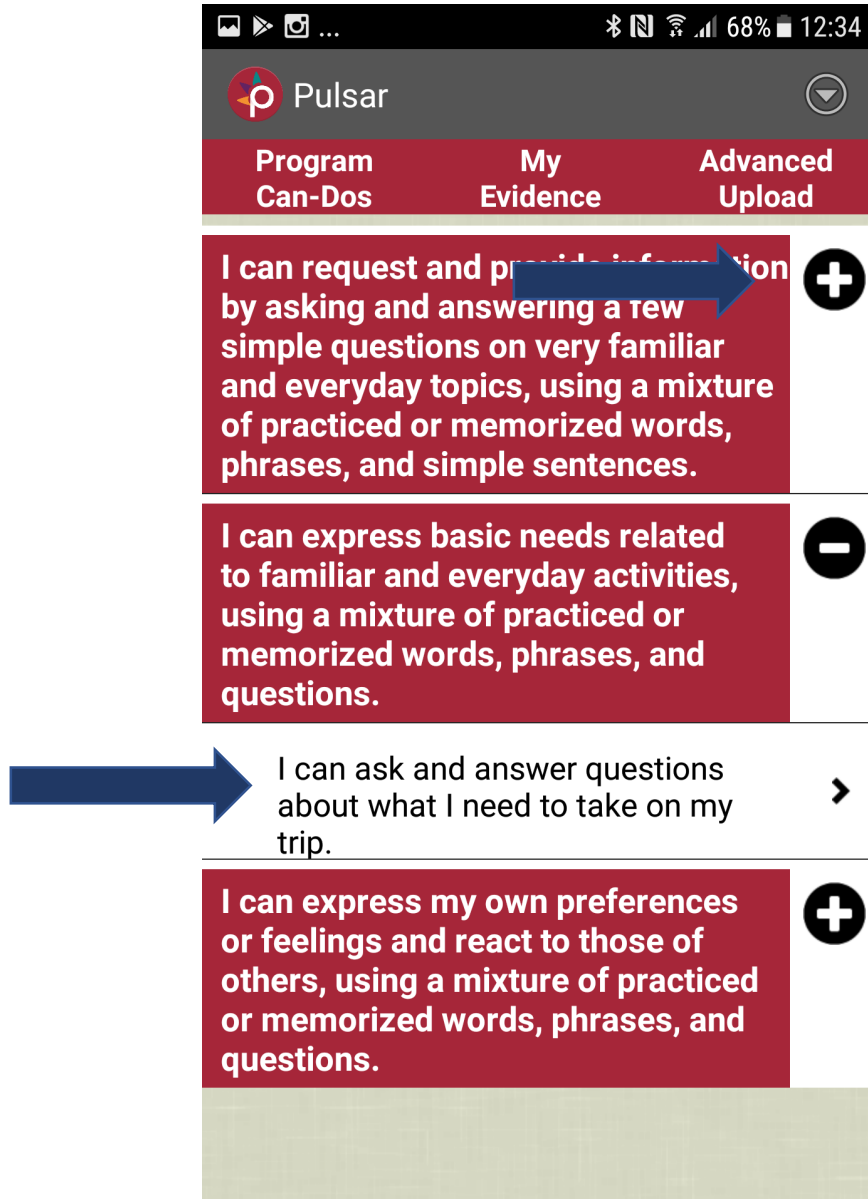 ... 68% 12:34
Pulsar
Program Can-Dos
My Evidence
Advanced Upload
I can request and
by asking and answering a few
simple questions on very familiar
and everyday topics, using a mixture
of practiced or memorized words,
phrases, and simple sentences.
I can express basic needs related
to familiar and everyday activities,
using a mixture of practiced or
memorized words, phrases, and
questions.
I can ask and answer questions
about what I need to take on my
trip.
I can express my own preferences
or feelings and react to those of
others, using a mixture of practiced
or memorized words, phrases, and
questions.